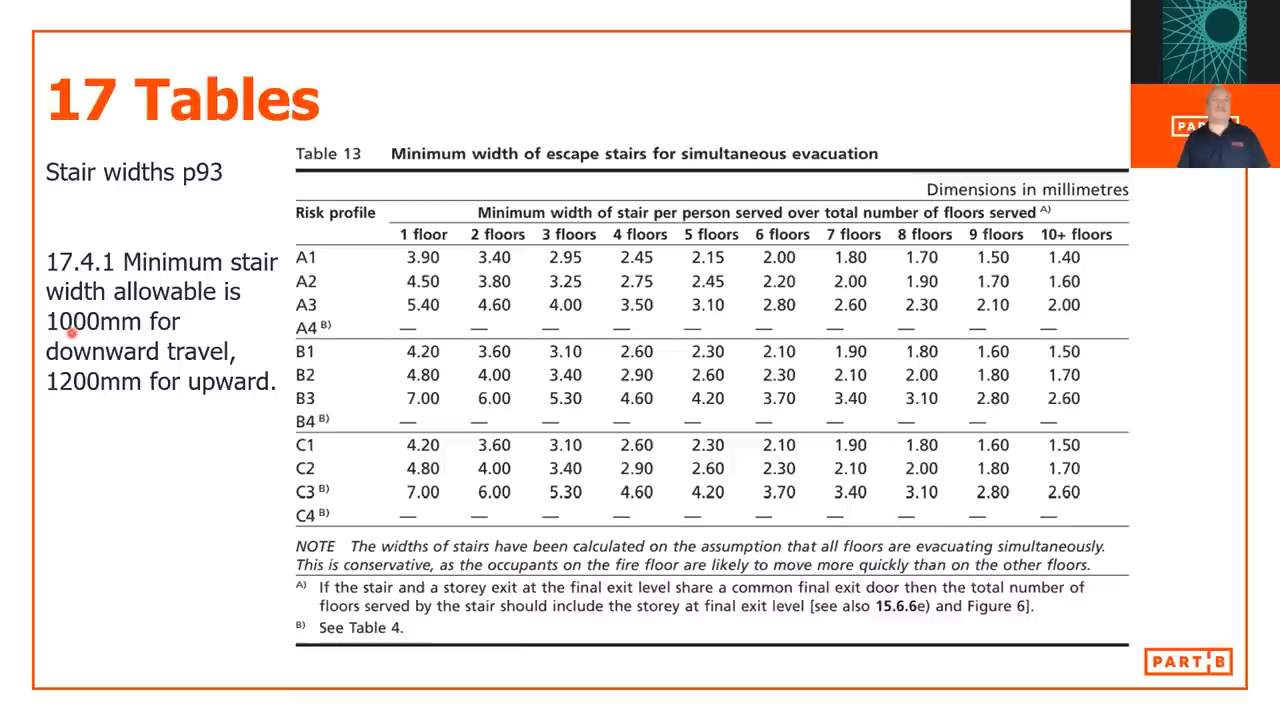 17 Tables
Stair widths p93
17.4.1 Minimum stair
width allowable is
1000mm for
downward travel,
1200mm for upward.
Table 13 Minimum width of escape stairs for simultaneous evacuation
Dimensions in millimetres
Risk profile Minimum width of stair per person served over total number of floors served A)
1 floor 2 floors 3 floors 4 floors 5 floors 6 floors 7 floors 8 floors 9 floors 10+ floors
A1 3.90 3.40 2.95 2.45 2.15 2.00 1.80 1.70 1.50 1.40
A2 4.50 3.80 3.25 2.75 2.45 2.20 2.00 1.90 1.70 1.60
A3 5.40 4.60 4.00 3.50 3.10 2.80 2.60 2.30 2.10 2.00
A4 B) — — — — — — — — — —
B1 4.20 3.60 3.10 2.60 2.30 2.10 1.90 1.80 1.60 1.50
B2 4.80 4.00 3.40 2.90 2.60 2.30 2.10 2.00 1.80 1.70
B3 7.00 6.00 5.30 4.60 4.20 3.70 3.40 3.10 2.80 2.60
B4 B) — — — — — — — — — —
C1 4.20 3.60 3.10 2.60 2.30 2.10 1.90 1.80 1.60 1.50
C2 4.80 4.00 3.40 2.90 2.60 2.30 2.10 2.00 1.80 1.70
C3 B) 7.00 6.00 5.30 4.60 4.20 3.70 3.40 3.10 2.80 2.60
C4 B) — — — — — — — — — —
NOTE The widths of stairs have been calculated on the assumption that all floors are evacuating simultaneously.
This is conservative, as the occupants on the fire floor are likely to move more quickly than on the other floors.
A) If the stair and a storey exit at the final exit level share a common final exit door then the total number of
floors served by the stair should include the storey at final exit level [see also 15.6.6e) and Figure 6].
B) See Table 4.
PART B